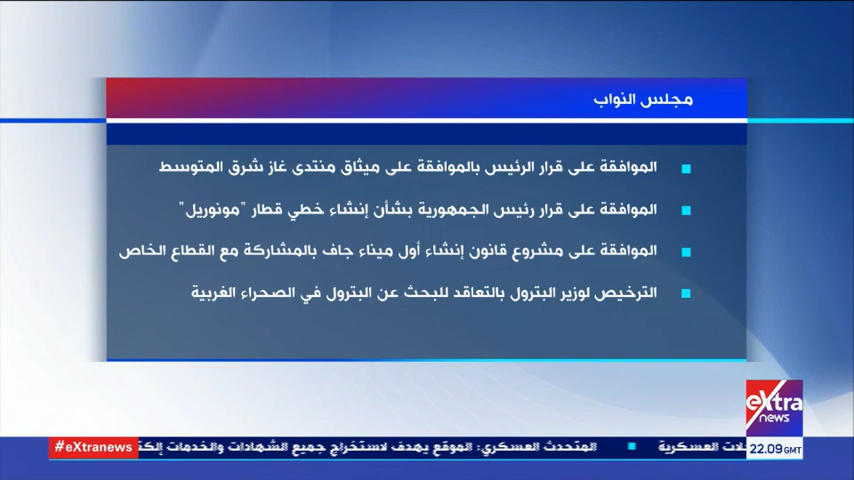 مجلس النواب
الموافقة على قرار الرئيس بالموافقة على ميثاق منتدى غاز شرق المتوسط
الموافقة على قرار رئيس الجمهورية بشأن إنشاء خطي قطار "مونوريل"
الموافقة على مشروع قانون إنشاء أول ميناء جاف بالمشاركة مع القطاع الخاص
الترخيص لوزير البترول بالتعاقد للبحث عن البترول في الصحراء الغربية
eXtra
news
العسكرية ■ المتحدث العسكري: الموقع يهدف لاستخراج جميع الشهادات والخدمات
#eXtranews
22.09 GMT